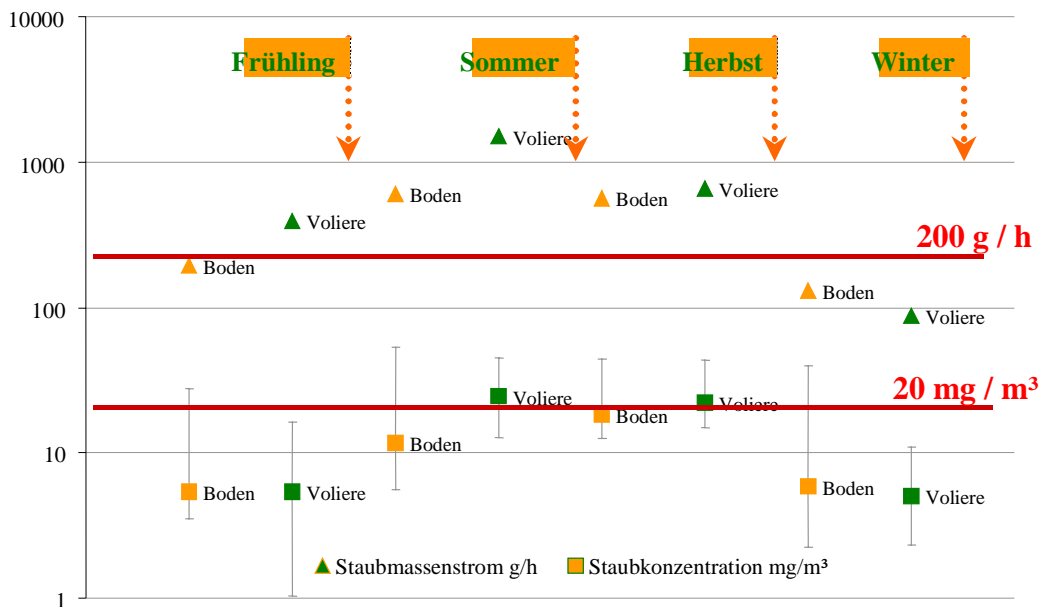 10000
Frühling Sommer Herbst Winter
Voliere
1000
Boden Boden Voliere
Voliere
200 g / h
Boden
Boden
100
Voliere
20 mg / m³
Voliere Voliere
Boden Boden
10
Boden Voliere Boden Voliere
Staubmassenstrom g/h Staubkonzentration mg/m³
1